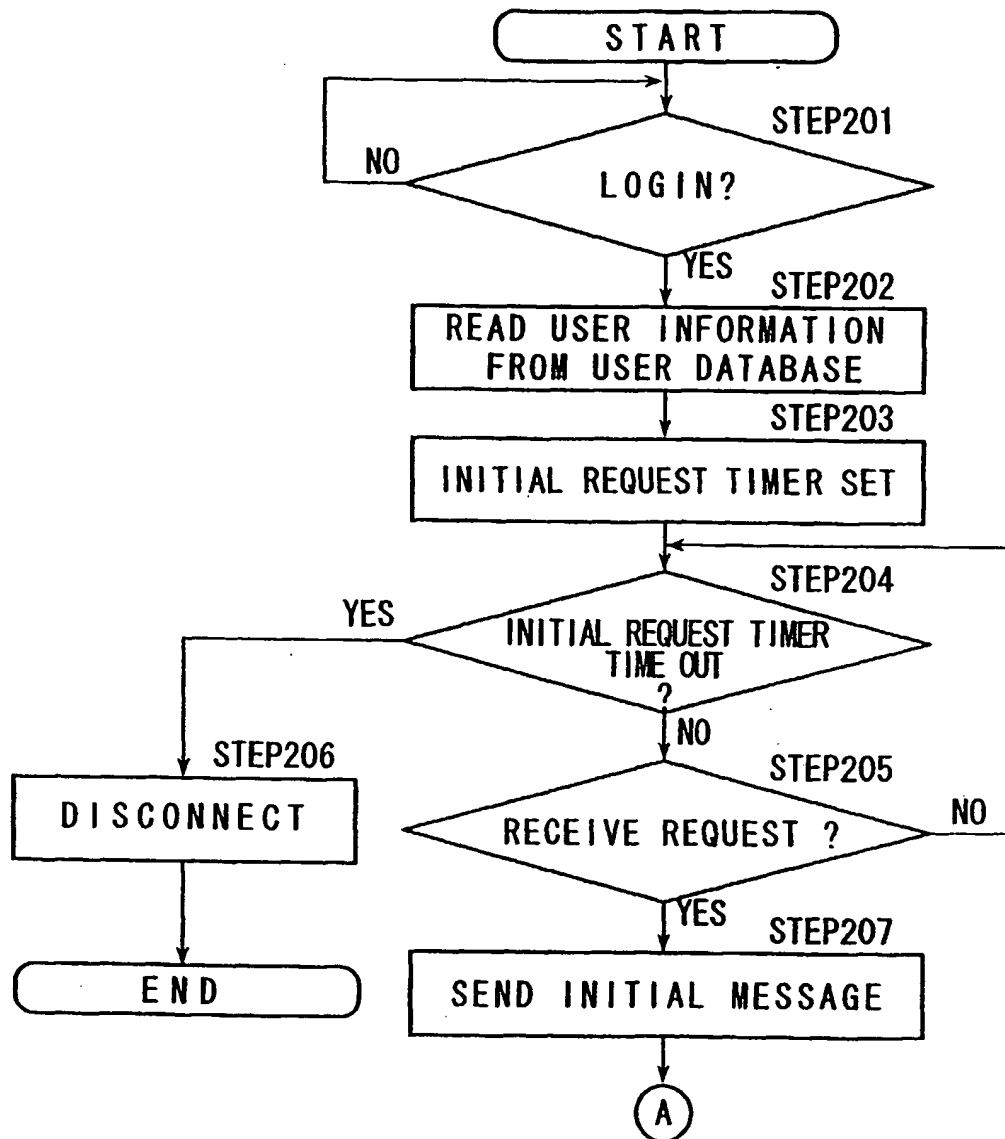 START
STEP201
NO
LOGIN?
YES
STEP202
READ USER INFORMATION
FROM USER DATABASE
STEP203
INITIAL REQUEST TIMER SET
STEP204
YES
INITIAL REQUEST TIMER
TIME OUT
?
NO
STEP206
DISCONNECT
END
STEP205
RECEIVE REQUEST ?
NO
YES
STEP207
SEND INITIAL MESSAGE
A